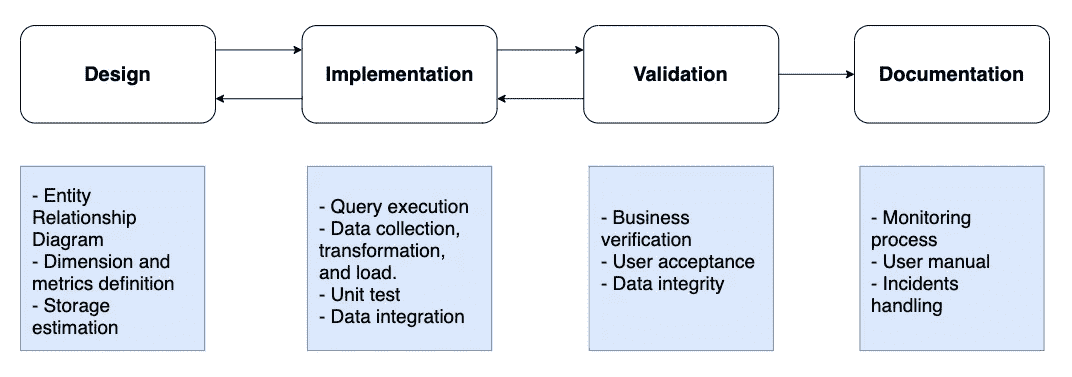 Design
Implementation
Validation
Documentation
- Entity
Relationship
Diagram
- Dimension and
metrics definition
- Storage
estimation
- Query execution
- Data collection,
transformation,
and load.
- Unit test
- Data integration
- Business
verification
- User acceptance
- Data integrity
- Monitoring
process
- User manual
- Incidents
handling